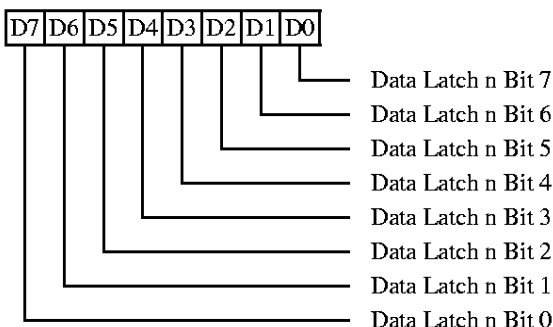 D7 D6 D5 D4 D3 D2 D1 D0
Data Latch n Bit 7
Data Latch n Bit 6
Data Latch n Bit 5
Data Latch n Bit 4
Data Latch n Bit 3
Data Latch n Bit 2
Data Latch n Bit 1
Data Latch n Bit 0